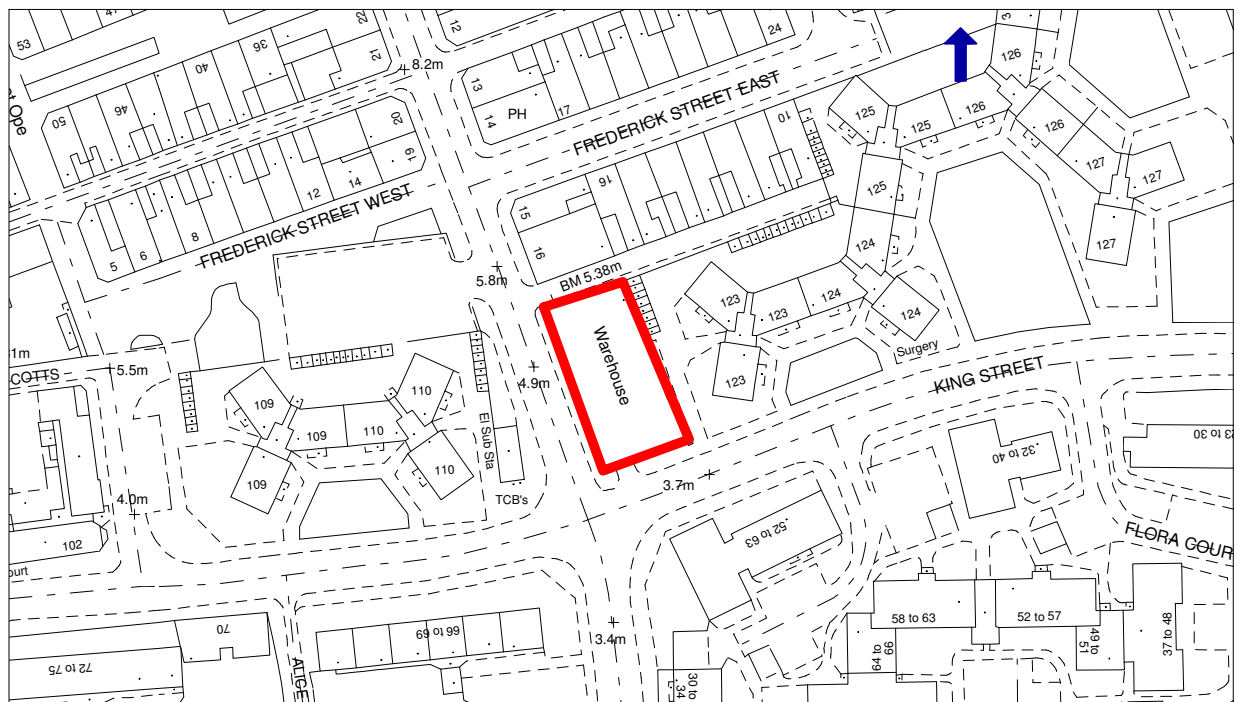 53
12
24
22
21
36
40
46
50
8.2m
13
14
PH
17
FREDERICK STREET EAST
126
3
125
126
125
126
127
127
127
10
20
19
12
14
FREDERICK STREET WEST
8
6
5
15
16
16
125
124
5.8m
BM 5.38m
Warehouse
4.9m
123
123
124
124
123
Surgery
KING STREET
COTTS
5.5m
109
109
109
110
110
110
El Sub Sta
TCB's
3.7m
4.0m
102
32 to 40
23 to 30
FLORA COUR
52 to 63
58 to 63
52 to 57
49 to
51
37 to 48
64 to
66
30 to
34
3.4m
66 to 69
70
72 to 75
ALICE